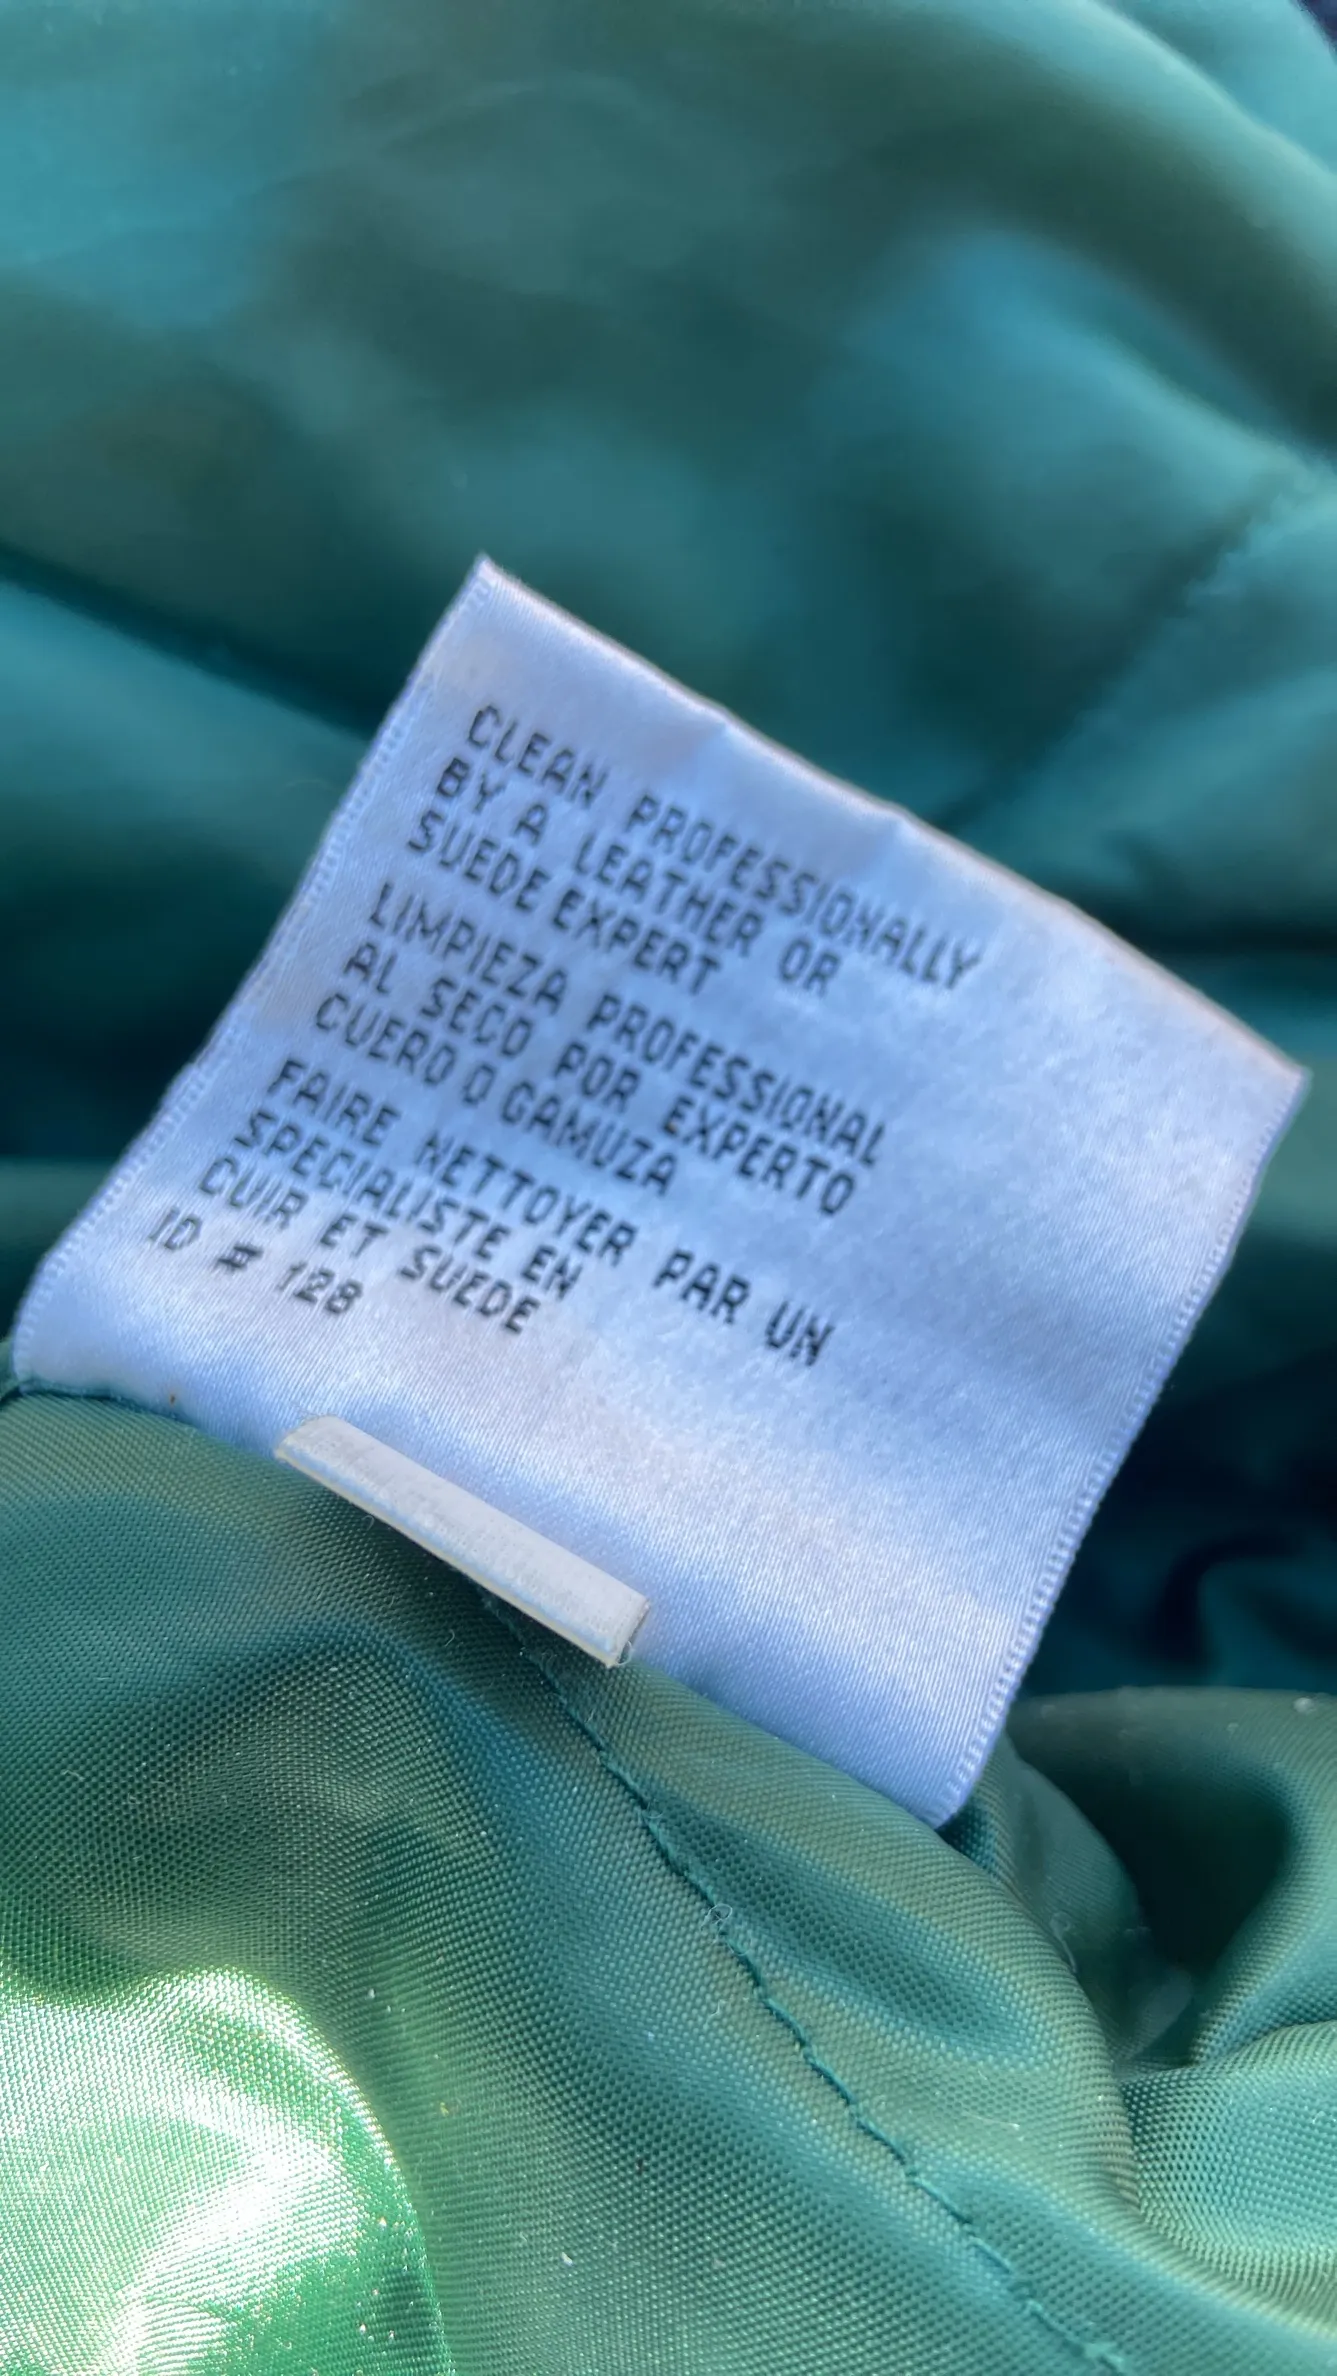 CLEAN PROFESSIONALLY
BY A LEATHER OR
SUEDE EXPERT
LIMPIEZA PROFESSIONAL
AL SECO POR EXPERTO
CUERO O GAMUZA
FAIRE NETTOYER PAR UN
SPECIALISTE EN
CUIR ET SUEDE
ID # 128